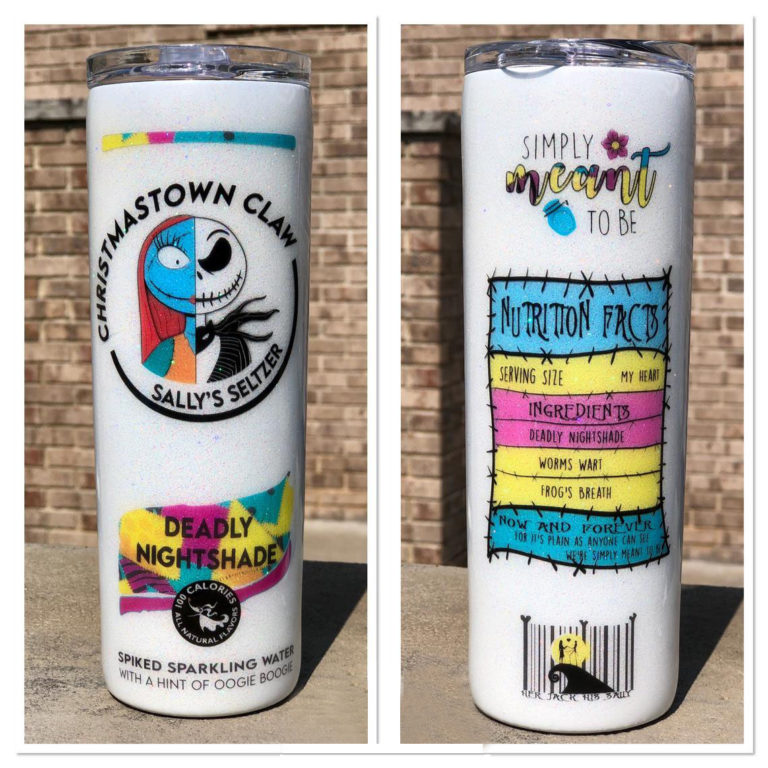 CHRISTMASTOWN CLAW
SALLY'S SELTZER
DEADLY
NIGHTSHADE
100 CALORIES
ALL NATURAL FLAVORS
SPIKED SPARKLING WATER
WITH A HINT OF OOGIE BOOGIE
SIMPLY
meant
TO BE
NUTRITION FACTS
SERVING SIZE MY HEART
INGREDIENTS
DEADLY NIGHTSHADE
WORMS WART
FROG'S BREATH
NOW AND FOREVER
FOR IT'S PLAIN AS ANYONE CAN SEE
WE'RE SIMPLY MEANT TO BE
HER JACK HIS SALLY